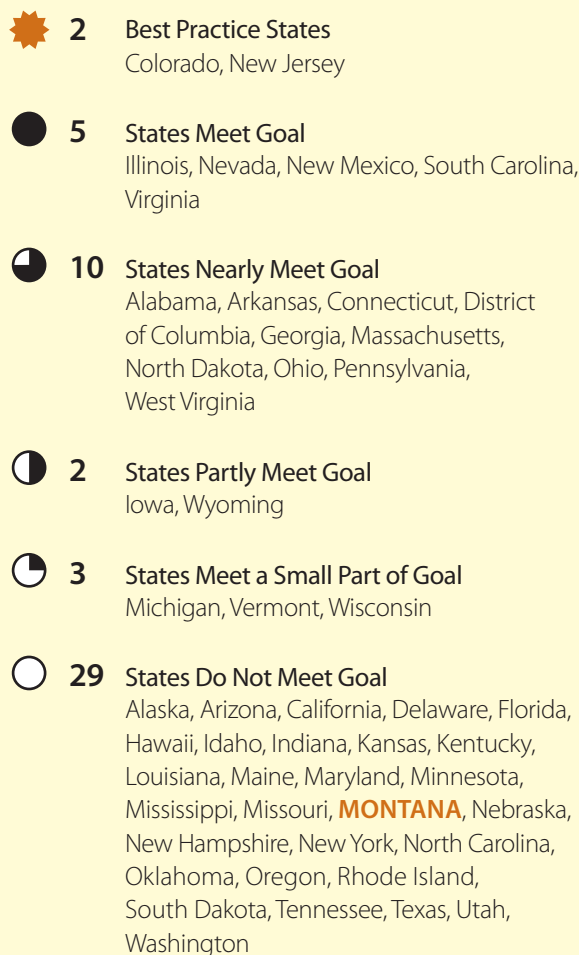 2 Best Practice States
Colorado, New Jersey
5 States Meet Goal
Illinois, Nevada, New Mexico, South Carolina,
Virginia
10 States Nearly Meet Goal
Alabama, Arkansas, Connecticut, District
of Columbia, Georgia, Massachusetts,
North Dakota, Ohio, Pennsylvania,
West Virginia
2 States Partly Meet Goal
Iowa, Wyoming
3 States Meet a Small Part of Goal
Michigan, Vermont, Wisconsin
29 States Do Not Meet Goal
Alaska, Arizona, California, Delaware, Florida,
Hawaii, Idaho, Indiana, Kansas, Kentucky,
Louisiana, Maine, Maryland, Minnesota,
Mississippi, Missouri, MONTANA, Nebraska,
New Hampshire, New York, North Carolina,
Oklahoma, Oregon, Rhode Island,
South Dakota, Tennessee, Texas, Utah,
Washington